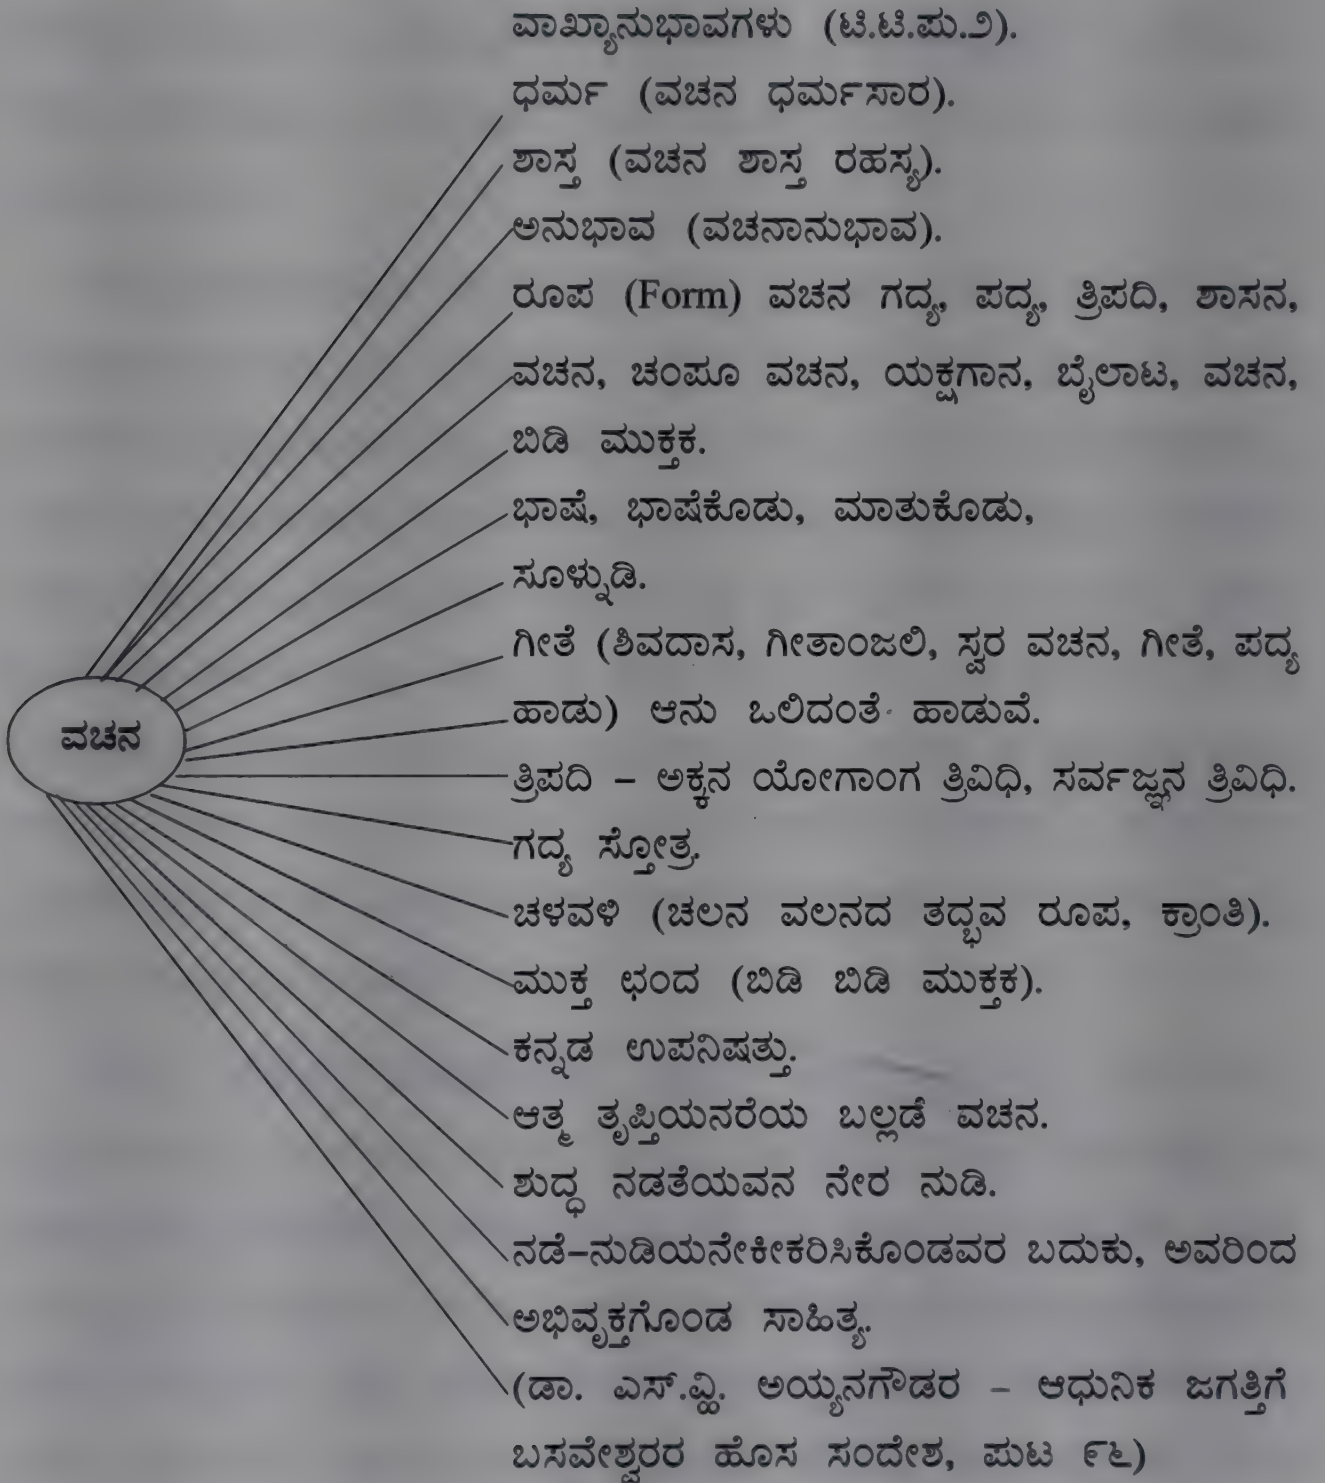 ವಾಖ್ಯಾನುಭಾವಗಳು (ಟಿ.ಟಿ.ಪು.೨).
ಧರ್ಮ (ವಚನ ಧರ್ಮಸಾರ).
ಶಾಸ್ತ್ರ (ವಚನ ಶಾಸ್ತ್ರ ರಹಸ್ಯ).
ಅನುಭಾವ (ವಚನಾನುಭಾವ).
ರೂಪ (Form) ವಚನ ಗದ್ಯ, ಪದ್ಯ, ತ್ರಿಪದಿ, ಶಾಸನ,
ವಚನ, ಚಂಪೂ ವಚನ, ಯಕ್ಷಗಾನ, ಬೈಲಾಟ, ವಚನ,
ಬಿಡಿ ಮುಕ್ತಕ.
ಭಾಷೆ, ಭಾಷೆಕೊಡು, ಮಾತುಕೊಡು,
ಸೂಳ್ನುಡಿ.
ಗೀತೆ (ಶಿವದಾಸ, ಗೀತಾಂಜಲಿ, ಸ್ವರ ವಚನ, ಗೀತೆ, ಪದ್ಯ
ಹಾಡು) ಆನು ಒಲಿದಂತೆ ಹಾಡುವೆ.
ವಚನ
ತ್ರಿಪದಿ – ಅಕ್ಕನ ಯೋಗಾಂಗ ತ್ರಿವಿಧಿ, ಸರ್ವಜ್ಞನ ತ್ರಿವಿಧಿ.
ಗದ್ಯ ಸ್ತೋತ್ರ.
ಚಳವಳಿ (ಚಲನ ವಲನದ ತದ್ಭವ ರೂಪ, ಕ್ರಾಂತಿ).
ಮುಕ್ತ ಛಂದ (ಬಿಡಿ ಬಿಡಿ ಮುಕ್ತಕ).
ಕನ್ನಡ ಉಪನಿಷತ್ತು.
ಆತ್ಮ ತೃಪ್ತಿಯನರೆಯ ಬಲ್ಲಡೆ ವಚನ.
ಶುದ್ಧ ನಡತೆಯವನ ನೇರ ನುಡಿ.
ನಡೆ–ನುಡಿಯನೇಕೀಕರಿಸಿಕೊಂಡವರ ಬದುಕು, ಅವರಿಂದ
ಅಭಿವೃಕ್ತಗೊಂಡ ಸಾಹಿತ್ಯ.
(ಡಾ. ಎಸ್.ವ್ಹಿ. ಅಯ್ಯನಗೌಡರ – ಆಧುನಿಕ ಜಗತ್ತಿಗೆ
ಬಸವೇಶ್ವರರ ಹೊಸ ಸಂದೇಶ, ಪುಟ ೯೬)